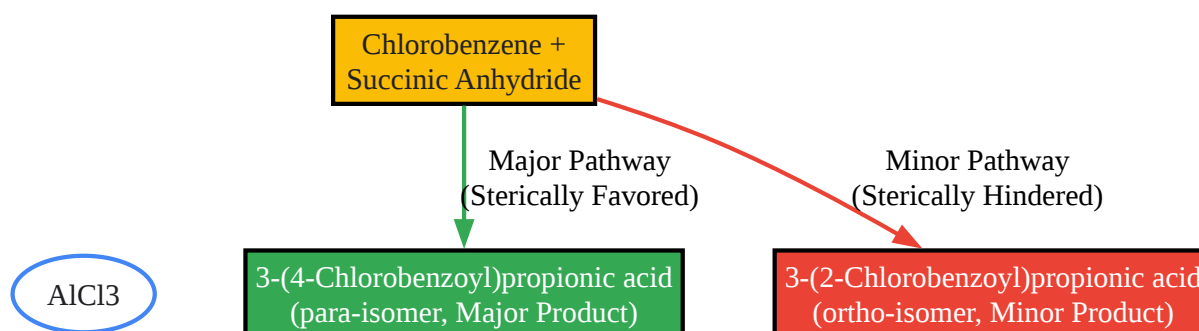 Chlorobenzene +
Succinic Anhydride
Major Pathway
(Sterically Favored)
Minor Pathway
(Sterically Hindered)
AlCl3
3-(4-Chlorobenzoyl)propionic acid
(para-isomer, Major Product)
3-(2-Chlorobenzoyl)propionic acid
(ortho-isomer, Minor Product)